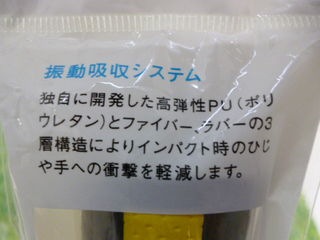 振動吸収システム
独自に開発した高弾性PU(ポリ
ウレタン)とファイバー、ラバーの3
層構造によりインパクト時のひじ
や手への衝撃を軽減します。